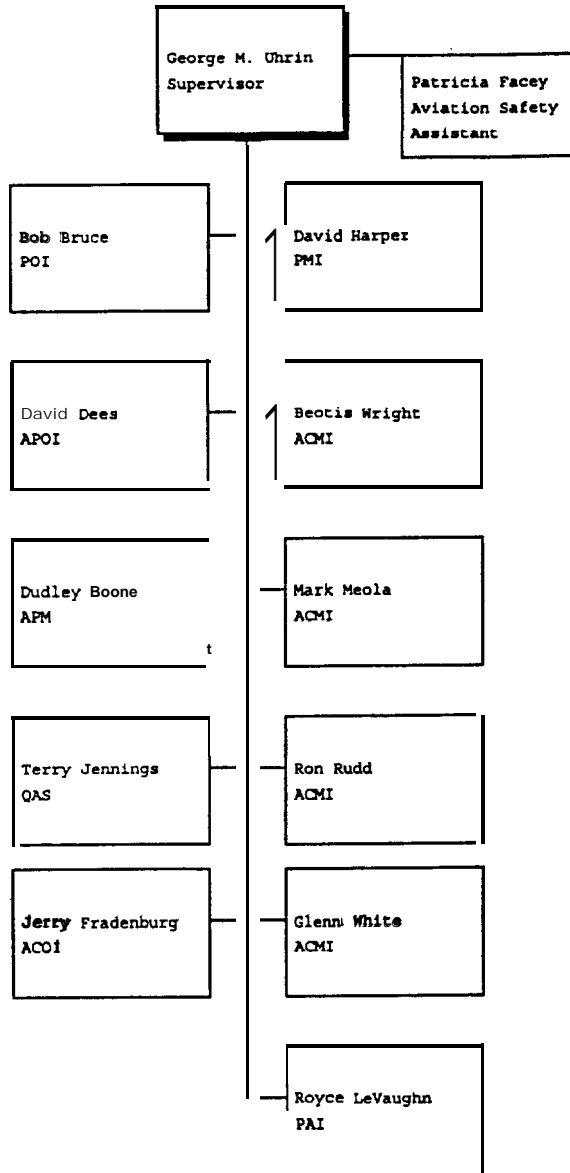 George M. Uhrin
Supervisor
Patricia Facey
Aviation Safety
Assistant
Bob Bruce
POI
David Harper
PMI
David Dees
APOI
Beotis Wright
ACMI
Dudley Boone
APM
t
Mark Meola
ACMI
Terry Jennings
QAS
Ron Rudd
ACMI
Jerry Fradenburg
ACOI
Glenn White
ACMI
Royce LeVaughn
PAI